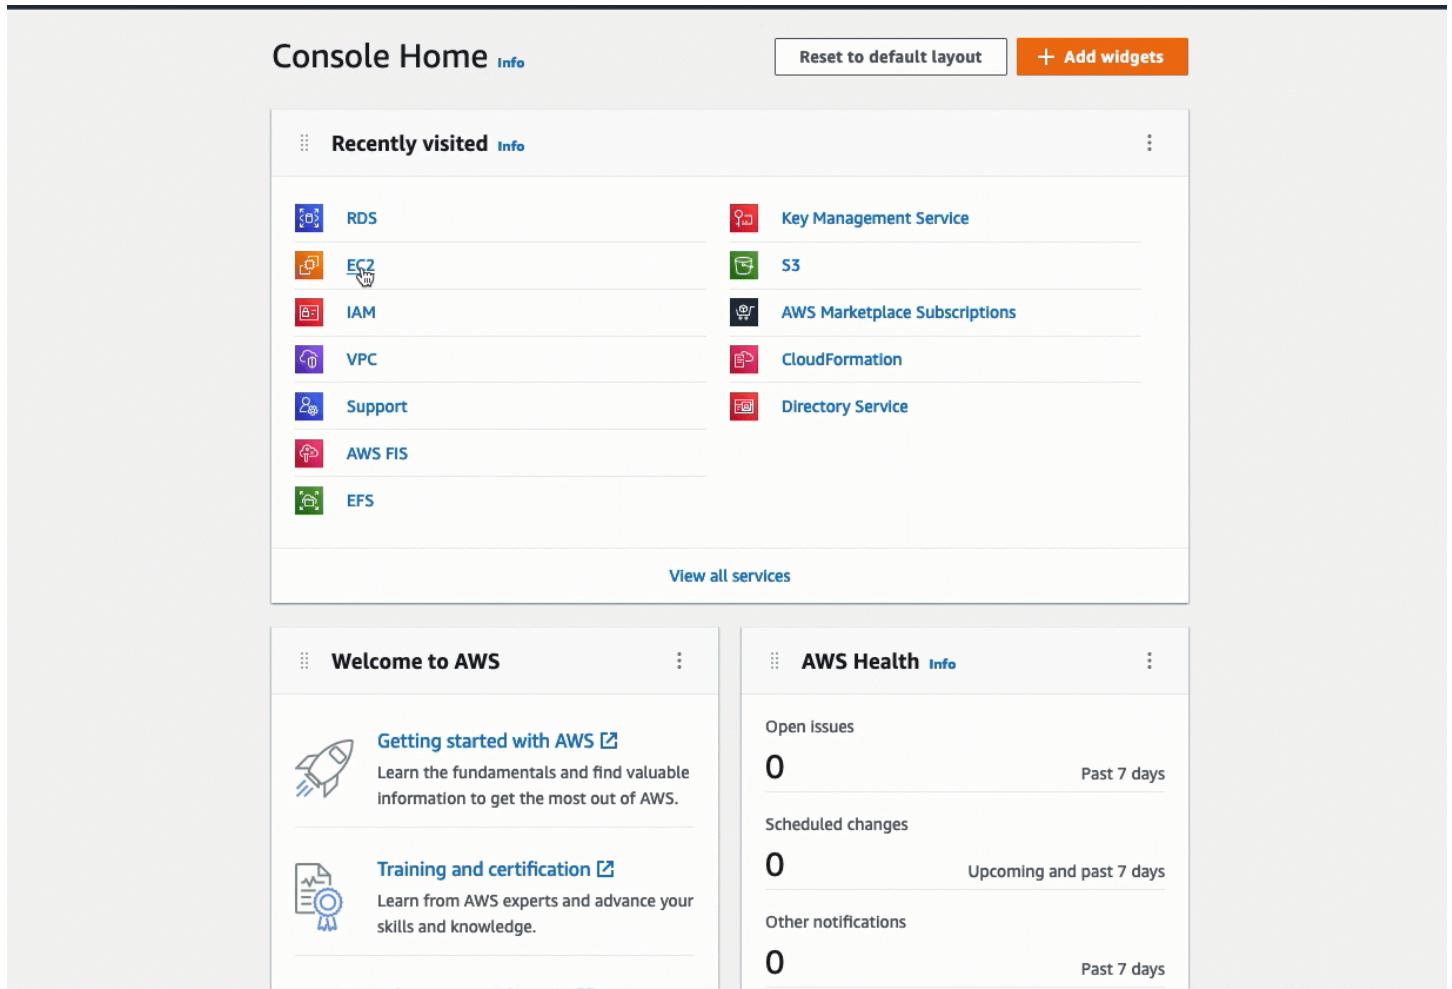 Console Home Info
Reset to default layout
Add widgets
Recently visited Info
RDS
EC2
IAM
VPC
Support
AWS FIS
EFS
Key Management Service
S3
AWS Marketplace Subscriptions
CloudFormation
Directory Service
View all services
Welcome to AWS
Getting started with AWS
Learn the fundamentals and find valuable
information to get the most out of AWS.
Training and certification
Learn from AWS experts and advance your
skills and knowledge.
AWS Health Info
Open issues
0
Past 7 days
Scheduled changes
0
Upcoming and past 7 days
Other notifications
0
Past 7 days